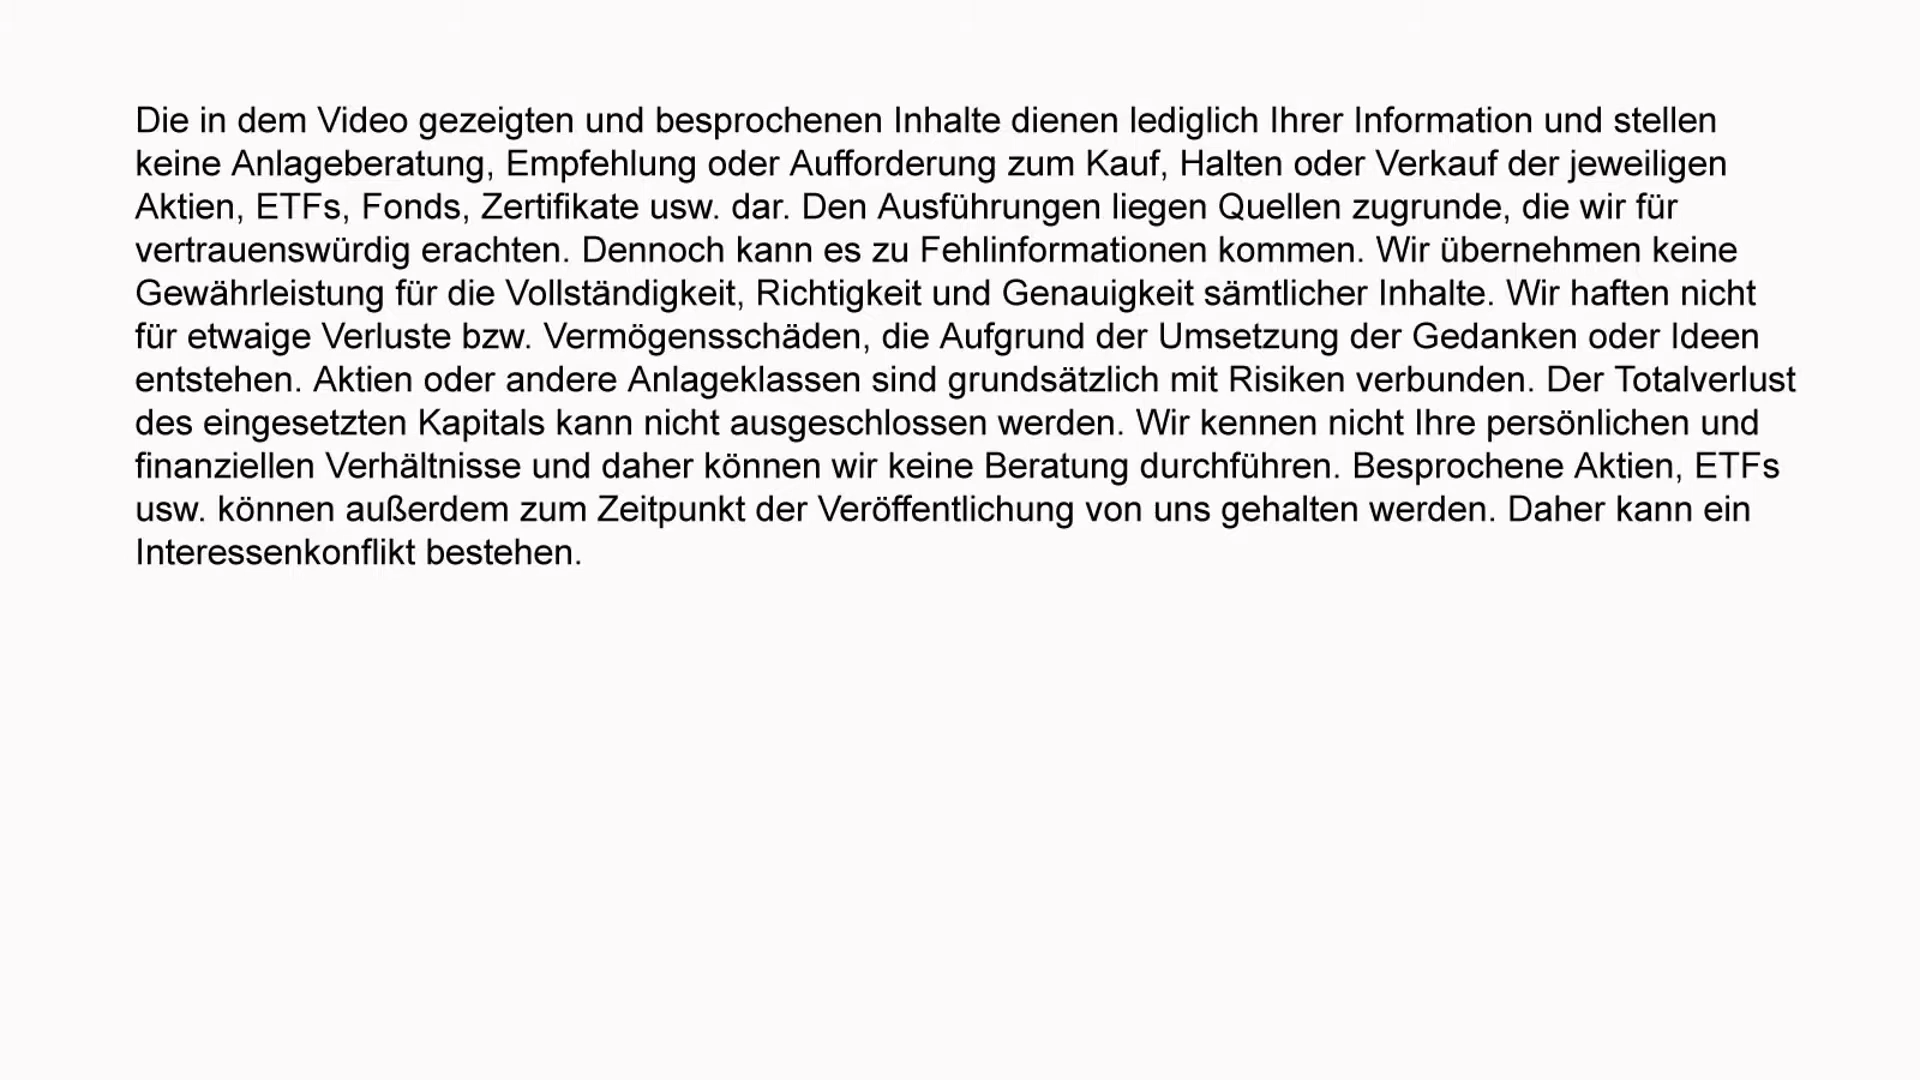 Die in dem Video gezeigten und besprochenen Inhalte dienen lediglich Ihrer Information und stellen
keine Anlageberatung, Empfehlung oder Aufforderung zum Kauf, Halten oder Verkauf der jeweiligen
Aktien, ETFs, Fonds, Zertifikate usw. dar. Den Ausführungen liegen Quellen zugrunde, die wir für
vertrauenswürdig erachten. Dennoch kann es zu Fehlinformationen kommen. Wir übernehmen keine
Gewährleistung für die Vollständigkeit, Richtigkeit und Genauigkeit sämtlicher Inhalte. Wir haften nicht
für etwaige Verluste bzw. Vermögensschäden, die Aufgrund der Umsetzung der Gedanken oder Ideen
entstehen. Aktien oder andere Anlageklassen sind grundsätzlich mit Risiken verbunden. Der Totalverlust
des eingesetzten Kapitals kann nicht ausgeschlossen werden. Wir kennen nicht Ihre persönlichen und
finanziellen Verhältnisse und daher können wir keine Beratung durchführen. Besprochene Aktien, ETFs
usw. können außerdem zum Zeitpunkt der Veröffentlichung von uns gehalten werden. Daher kann ein
Interessenkonflikt bestehen.